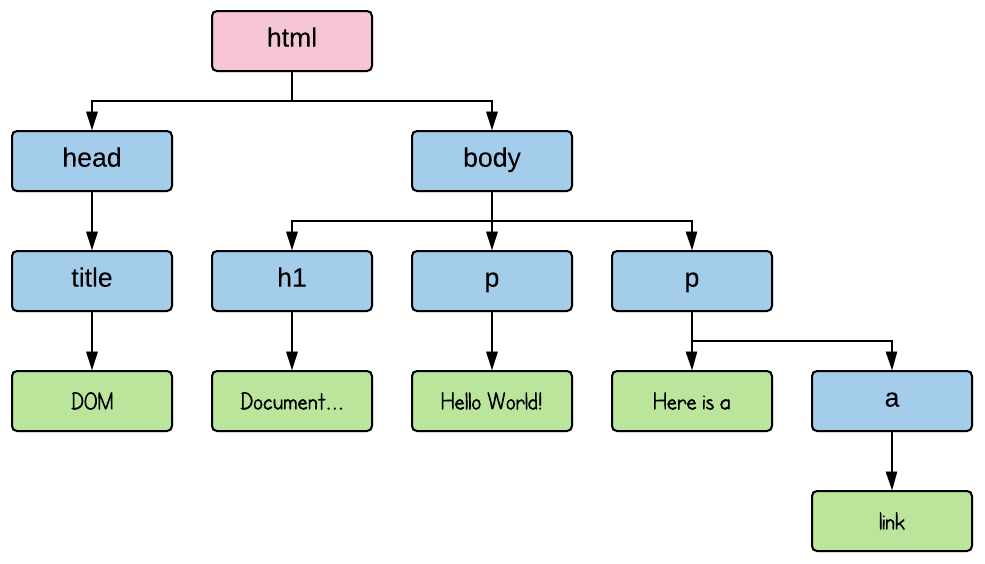 html
head
body
title
h1
p
p
DOM
Document...
Hello World!
Here is a
a
link